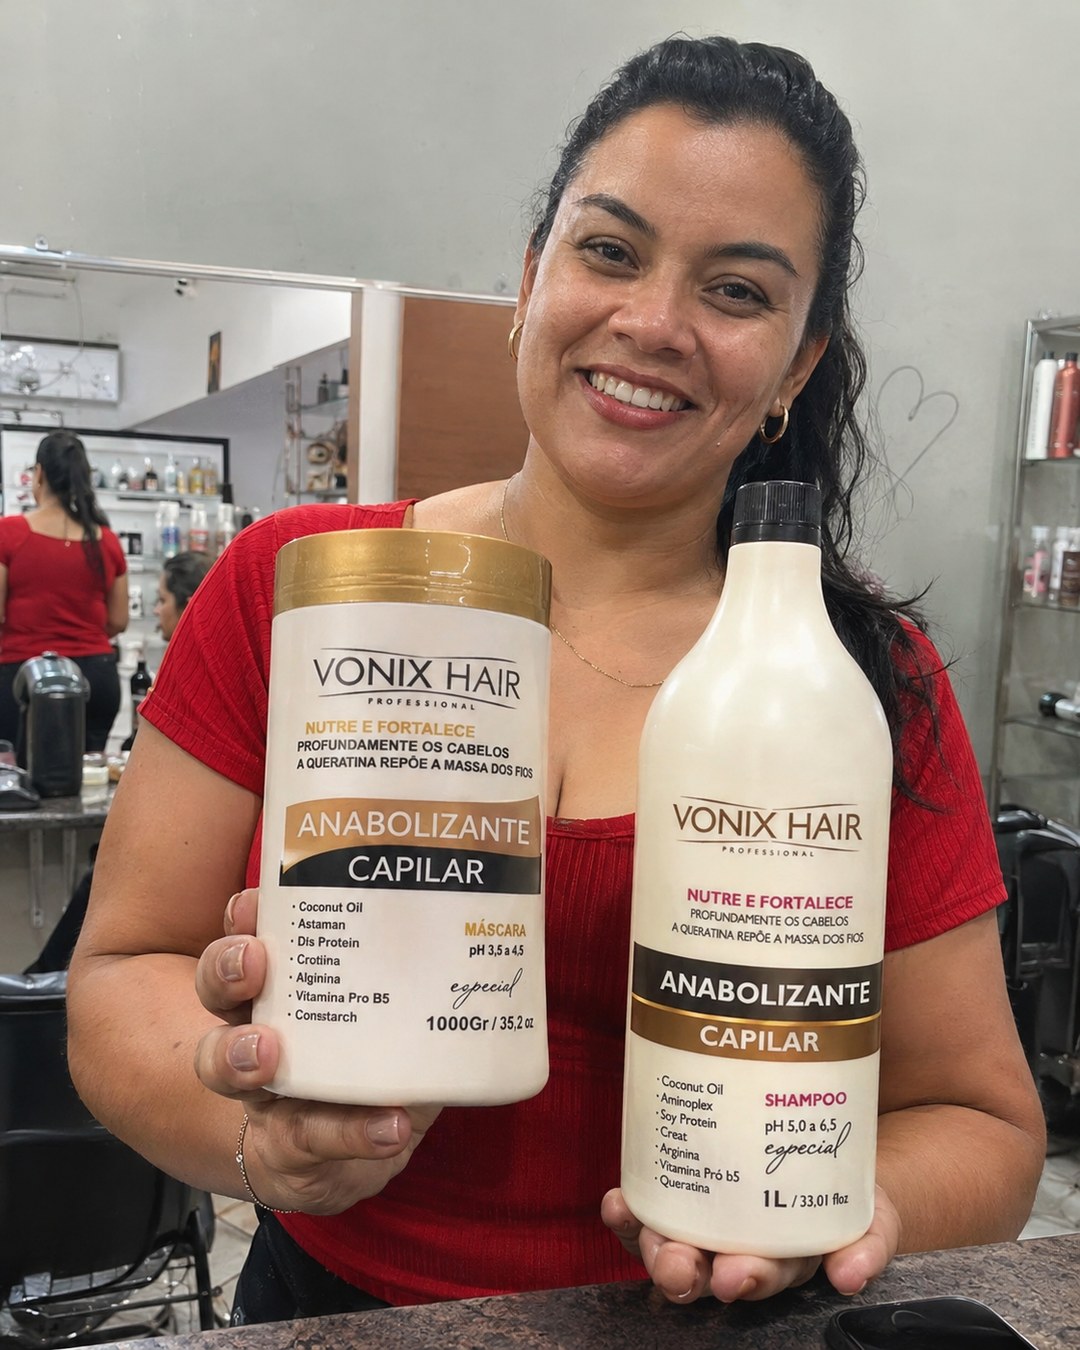 VONIX HAIR
PROFESSIONAL
NUTRE E FORTALECE
PROFUNDAMENTE OS CABELOS
A QUERATINA REPÕE A MASSA DOS FIOS
ANABOLIZANTE
CAPILAR
• Coconut Oil
• Astaman
• Dis Protein
• Crotiina
• Alginina
• Vitamina Pro B5
• Consstarch
MÁSCARA
pH 3,5 a 4,5
especial
1000Gr / 35,2 oz
VONIX HAIR
PROFESSIONAL
NUTRE E FORTALECE
PROFUNDAMENTE OS CABELOS
A QUERATINA REPÕE A MASSA DOS FIOS
ANABOLIZANTE
CAPILAR
• Coconut Oil
• Aminoplex
• Soy Protein
• Creat
• Arginina
• Vitamina Pró b5
• Queratina
SHAMPOO
pH 5,0 a 6,5
especial
1L / 33,01 floz